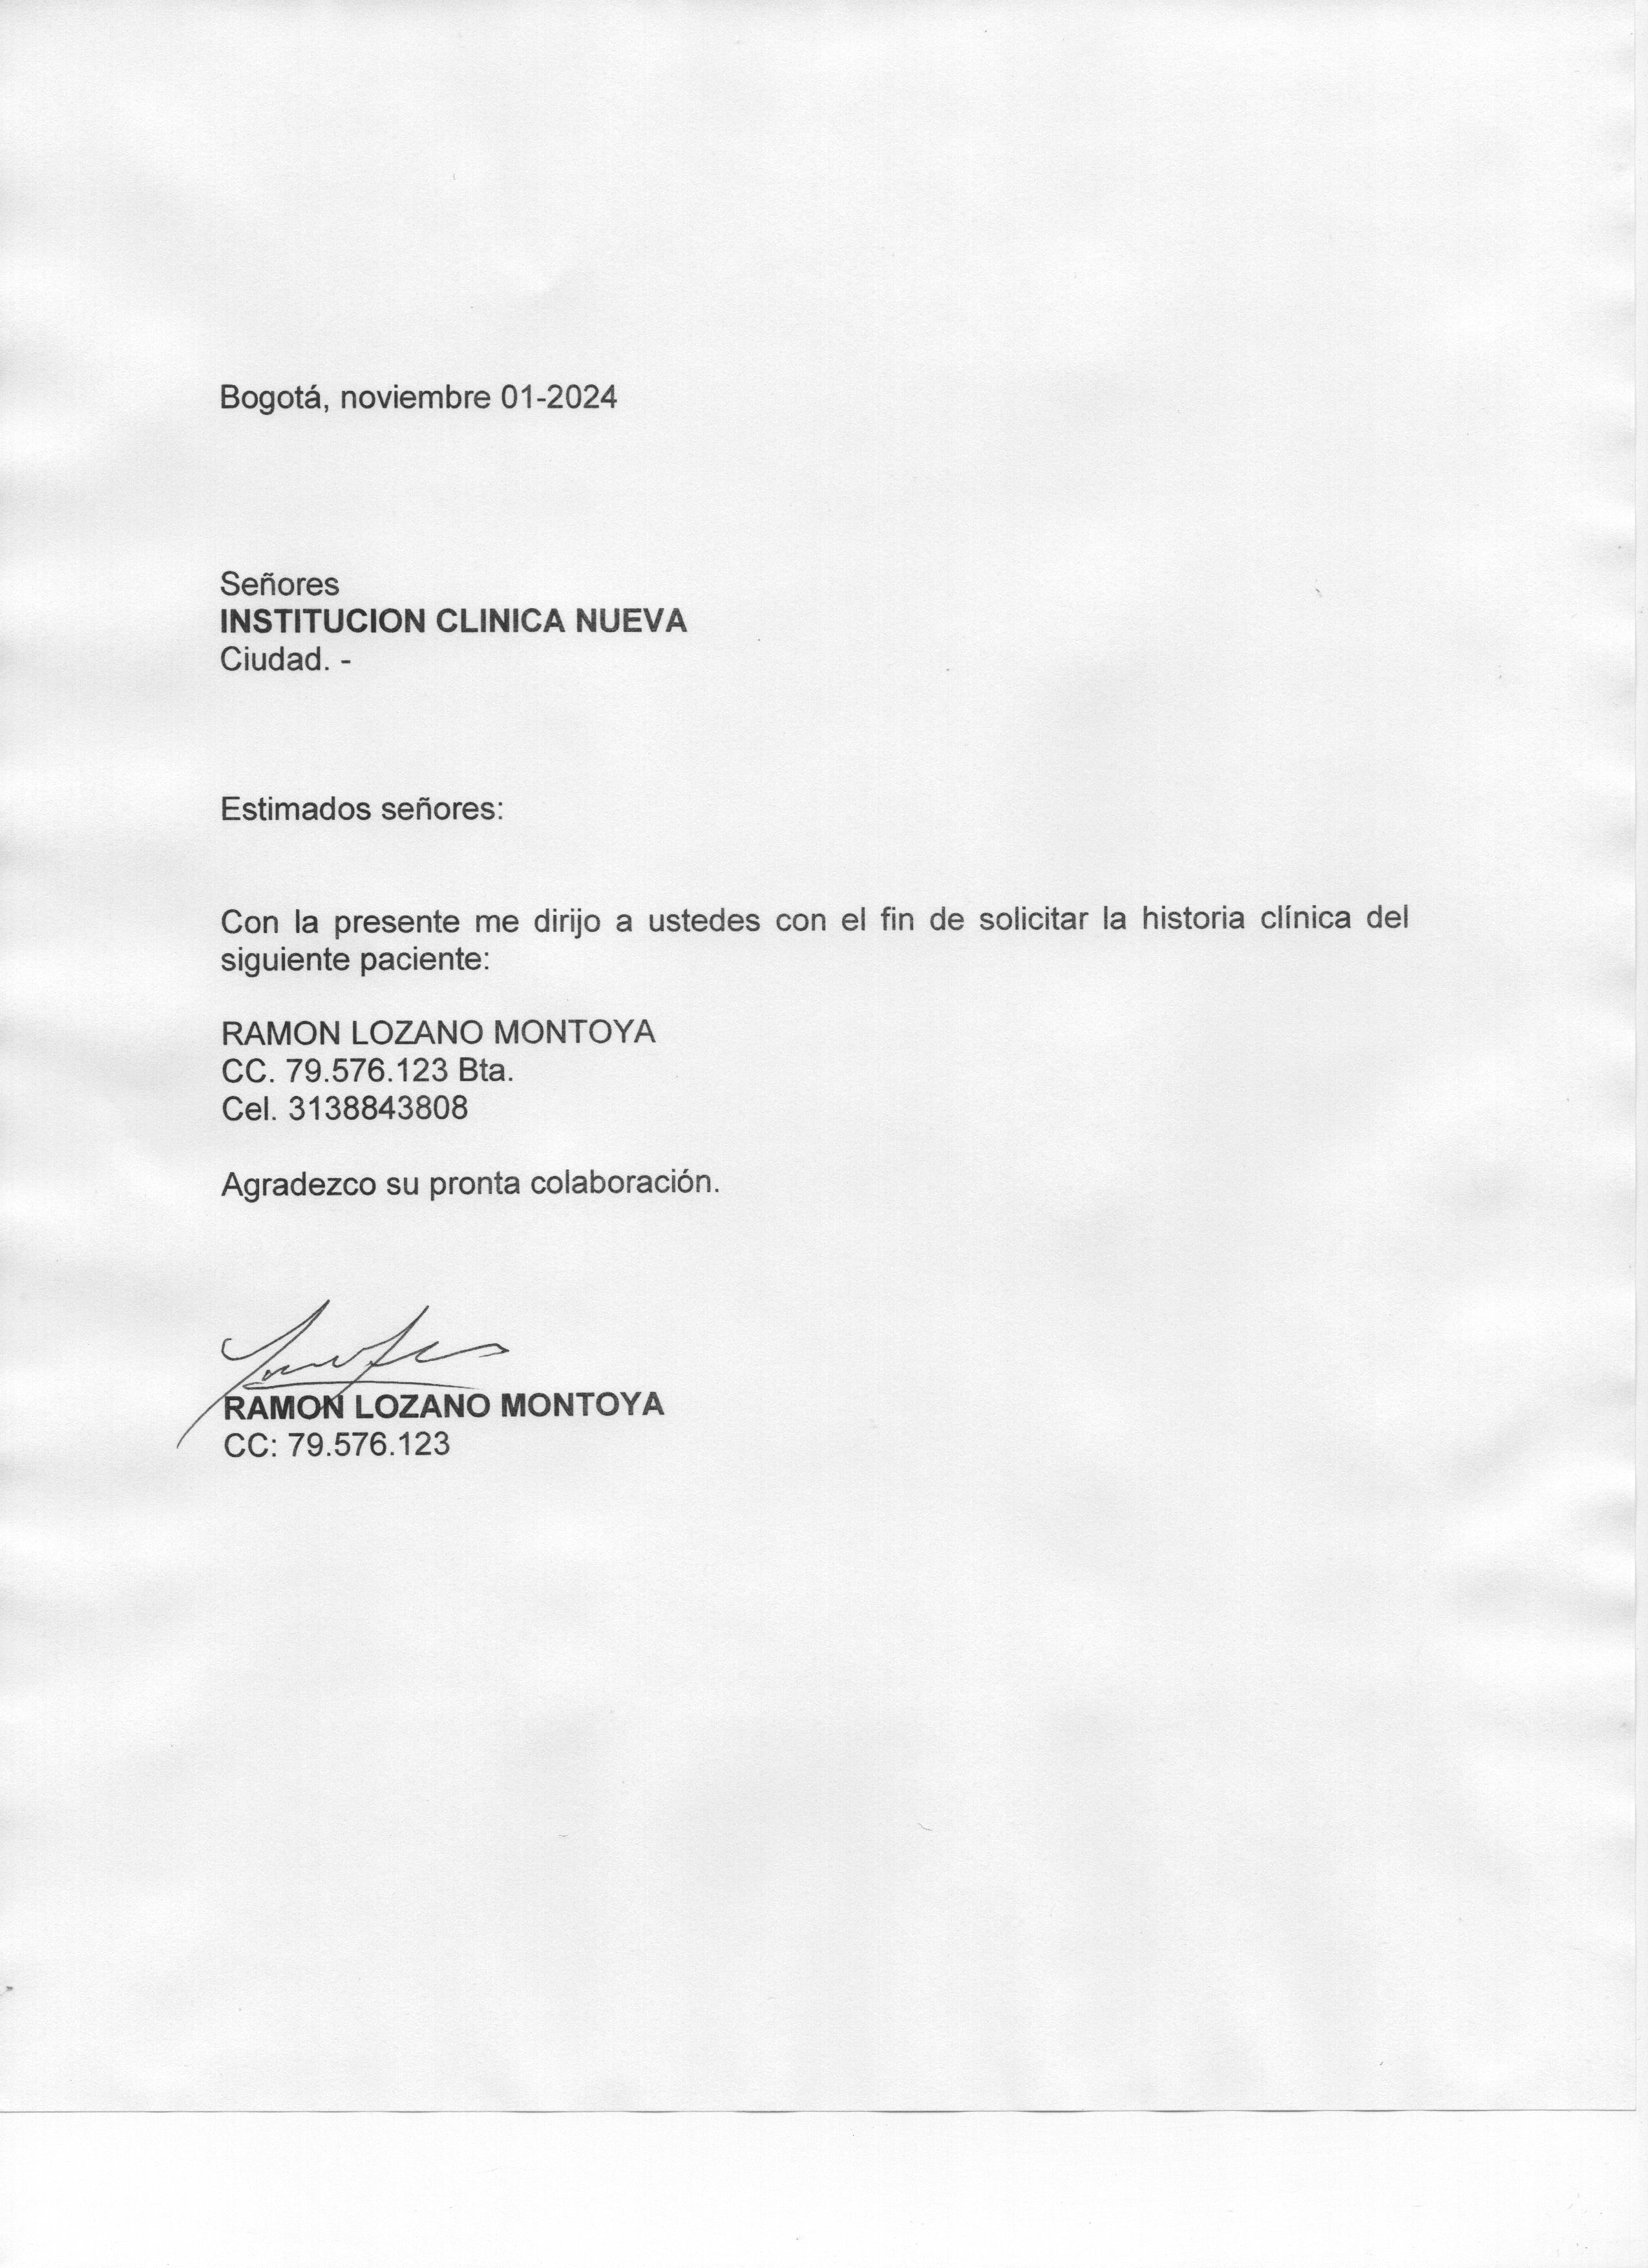 Bogotá, noviembre 01-2024
Señores
INSTITUCION CLINICA NUEVA
Ciudad. -
Estimados señores:
Con la presente me dirijo a ustedes con el fin de solicitar la historia clínica del
siguiente paciente:
RAMON LOZANO MONTOYA
CC. 79.576.123 Bta.
Cel. 3138843808
Agradezco su pronta colaboración.
RAMON LOZANO MONTOYA
CC: 79.576.123